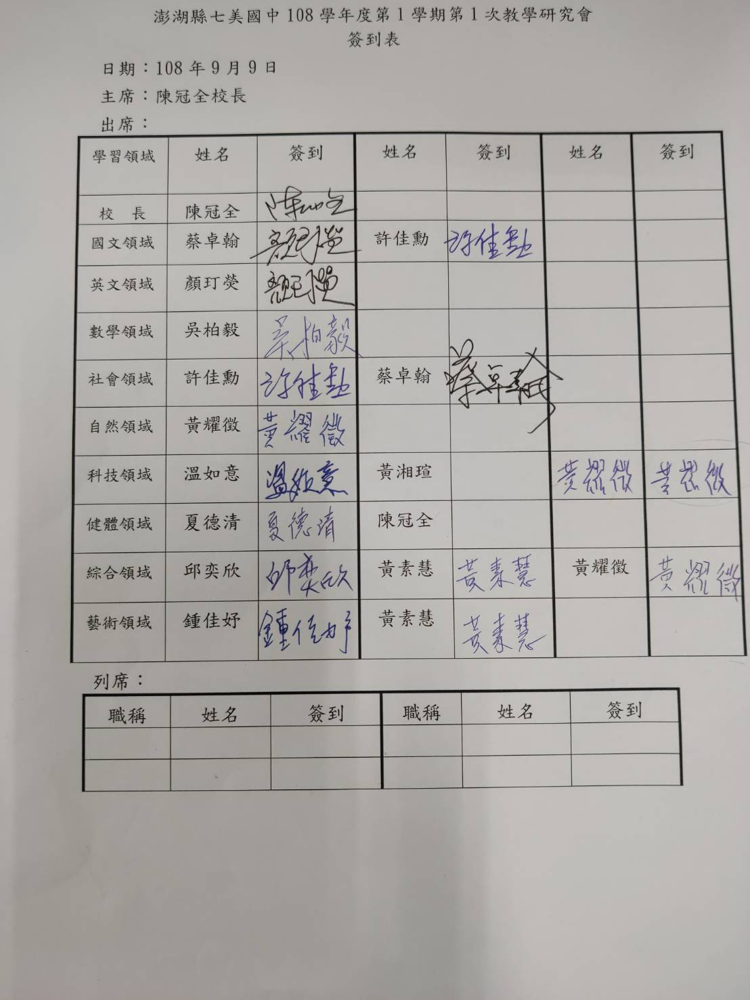 澎湖縣七美國中 108 學年度第 1 學期第 1 次教學研究會
簽到表
日期：108 年 9 月 9 日
主席：陳冠全校長
出席：
學習領域 姓名 簽到 姓名 簽到 姓名 簽到
校 長 陳冠全 陳冠全
國文領域 蔡卓翰 顏玎熒 許佳勳 許佳勳
英文領域 顏玎熒 顏玎熒
數學領域 吳柏毅 吳柏毅
社會領域 許佳勳 許佳勳 蔡卓翰 蔡卓翰
自然領域 黃耀徵 黃耀徵
科技領域 溫如意 溫如意 黃湘瑄 黃耀徵 黃耀徵
健體領域 夏德清 夏德清 陳冠全
綜合領域 邱奕欣 邱奕欣 黃素慧 黃素慧 黃耀徵 黃耀徵
藝術領域 鍾佳妤 鍾佳妤 黃素慧 黃素慧
列席：
職稱 姓名 簽到 職稱 姓名 簽到